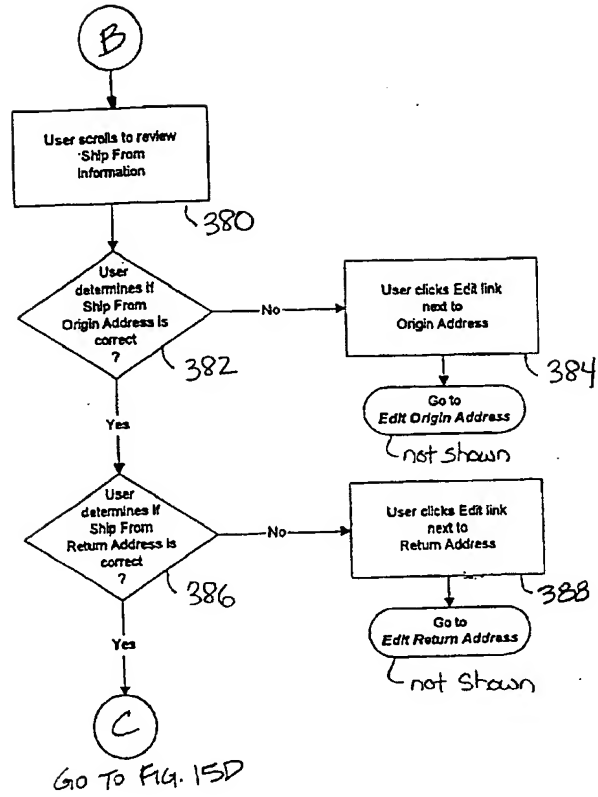 B
User scrolls to review
Ship From
Information
380
User
determines if
Ship From
Origin Address is
correct
?
382
No
User clicks Edit link
next to
Origin Address
384
Go to
Edit Origin Address
not shown
Yes
User
determines if
Ship From
Return Address is
correct
?
386
No
User clicks Edit link
next to
Return Address
388
Go to
Edit Return Address
not shown
Yes
C
GO TO FIG. 15D